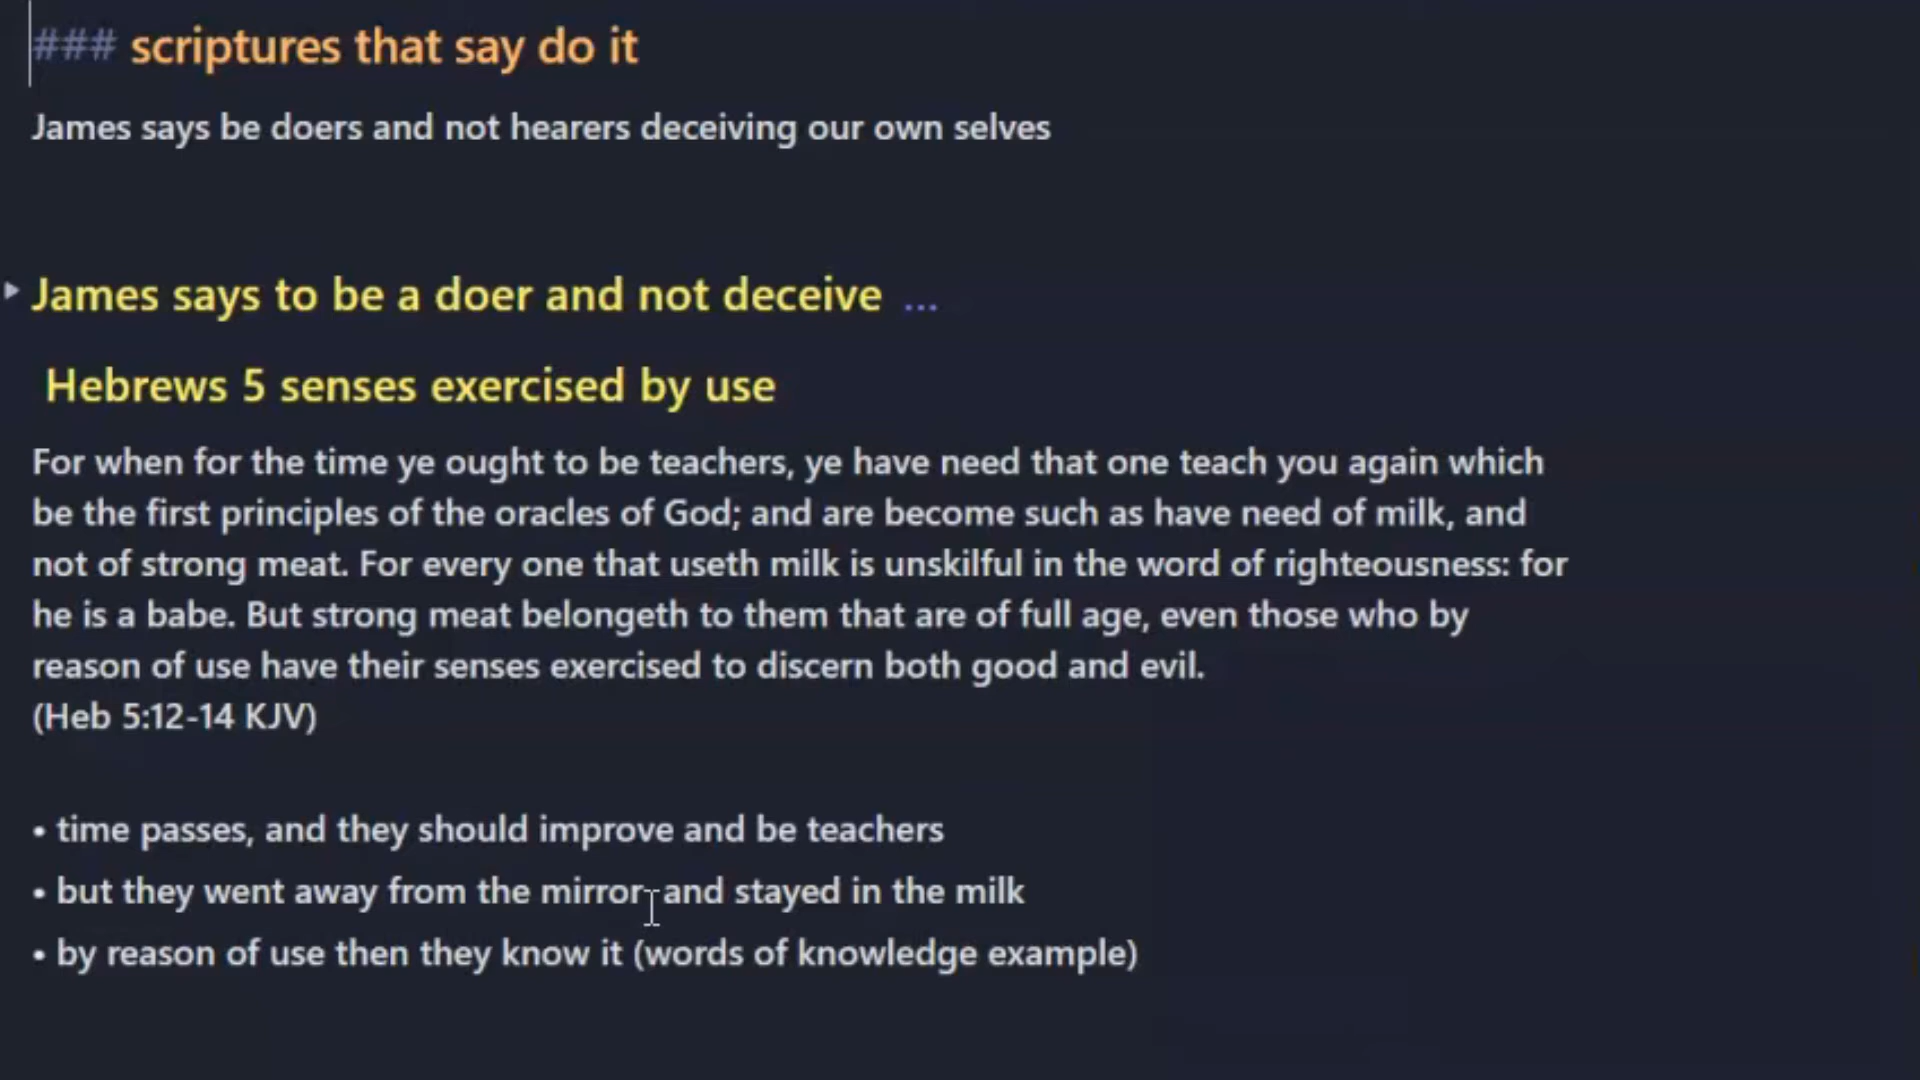 ### scriptures that say do it
James says be doers and not hearers deceiving our own selves
James says to be a doer and not deceive ...
Hebrews 5 senses exercised by use
For when for the time ye ought to be teachers, ye have need that one teach you again which
be the first principles of the oracles of God; and are become such as have need of milk, and
not of strong meat. For every one that useth milk is unskilful in the word of righteousness: for
he is a babe. But strong meat belongeth to them that are of full age, even those who by
reason of use have their senses exercised to discern both good and evil.
(Heb 5:12-14 KJV)
• time passes, and they should improve and be teachers
• but they went away from the mirror and stayed in the milk
• by reason of use then they know it (words of knowledge example)